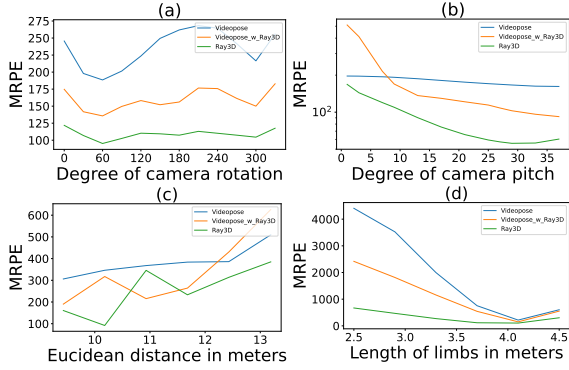 (a)
MRPE
275
250
225
200
175
150
125
100
0 60 120 180 240 300
Degree of camera rotation
Videopose
Videopose_w_Ray3D
Ray3D
(b)
MRPE
10²
0 5 10 15 20 25 30 35
Degree of camera pitch
Videopose
Videopose_w_Ray3D
Ray3D
(c)
MRPE
600
500
400
300
200
100
10 11 12 13
Eucidean distance in meters
Videopose
Videopose_w_Ray3D
Ray3D
(d)
MRPE
4000
3000
2000
1000
0
2.5 3.0 3.5 4.0 4.5
Length of limbs in meters
Videopose
Videopose_w_Ray3D
Ray3D